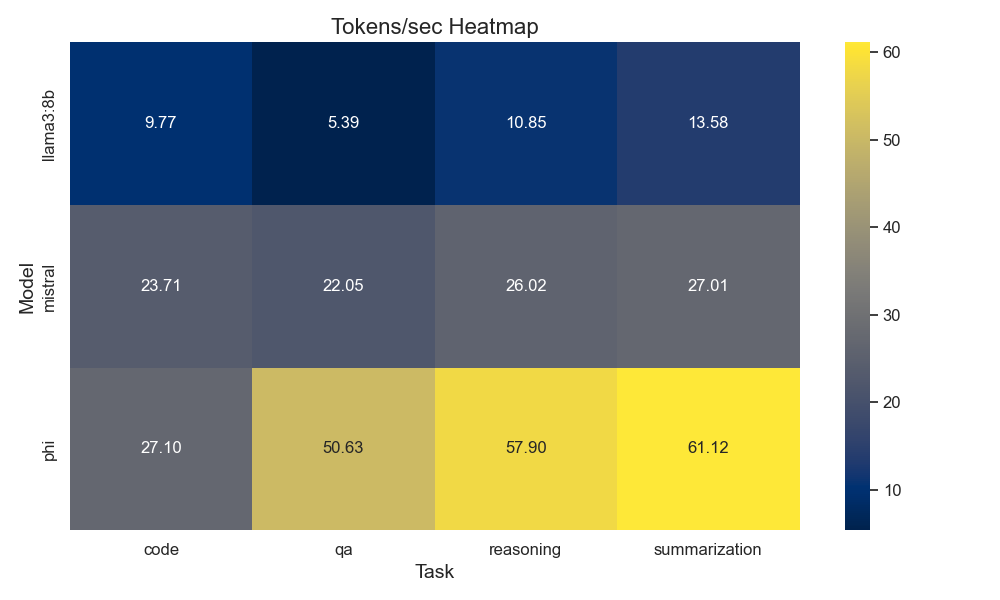 Tokens/sec Heatmap
Model
llama3:8b
9.77 5.39 10.85 13.58
mistral
23.71 22.05 26.02 27.01
phi
27.10 50.63 57.90 61.12
code qa reasoning summarization
Task
60
50
40
30
20
10